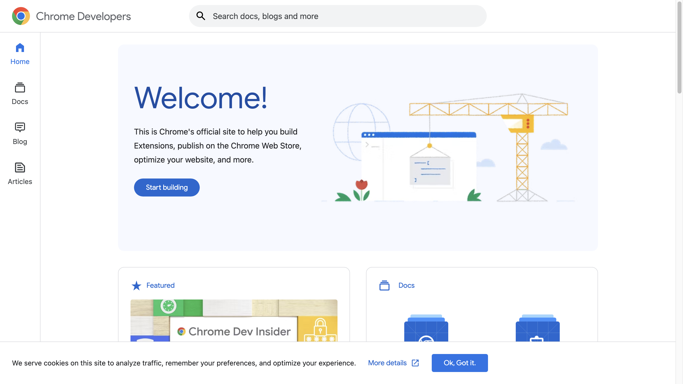 Chrome Developers
Search docs, blogs and more
Home
Docs
Blog
Articles
Welcome!
This is Chrome's official site to help you build
Extensions, publish on the Chrome Web Store,
optimize your website, and more.
Start building
Featured
Chrome Dev Insider
Docs
We serve cookies on this site to analyze traffic, remember your preferences, and optimize your experience.
More details
Ok, Got it.